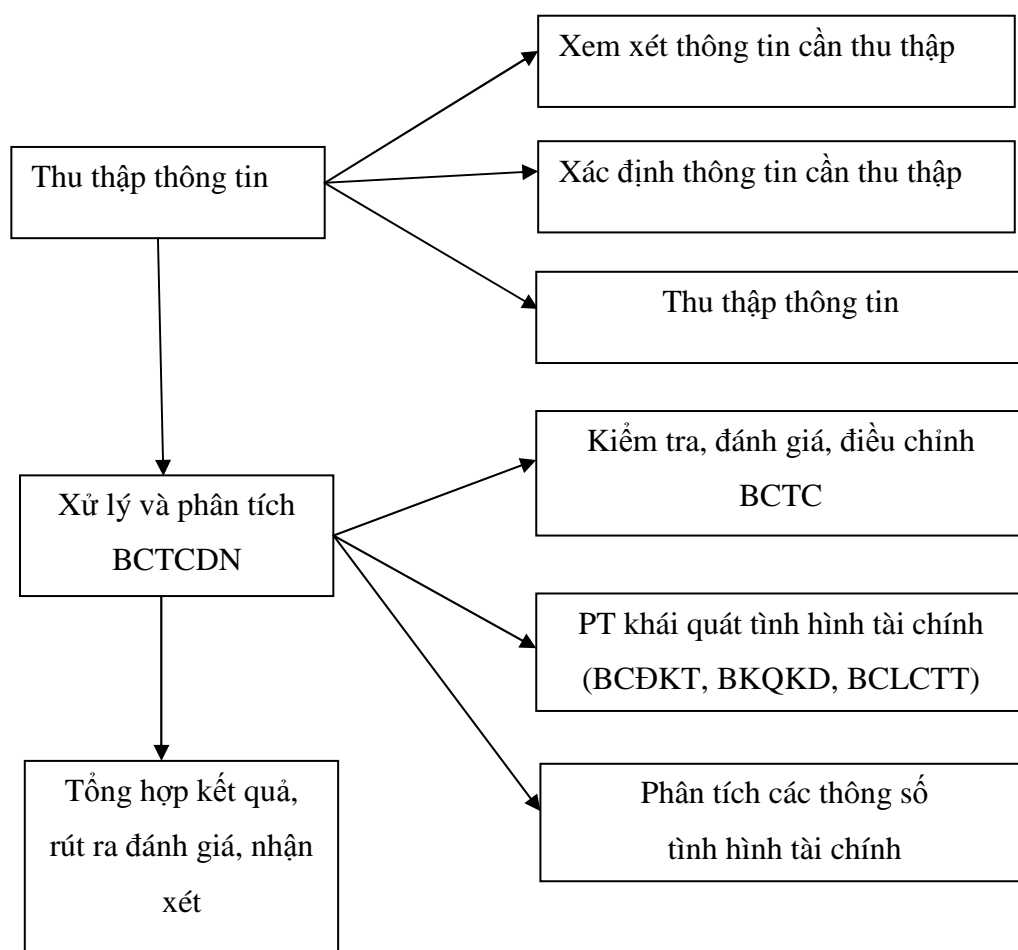 Xem xét thông tin cần thu thập
Thu thập thông tin
Xác định thông tin cần thu thập
Thu thập thông tin
Kiểm tra, đánh giá, điều chỉnh
BCTC
Xử lý và phân tích
BCTCDN
PT khái quát tình hình tài chính
(BCĐKT, BKQKD, BCLCTT)
Tổng hợp kết quả,
rút ra đánh giá, nhận
xét
Phân tích các thông số
tình hình tài chính